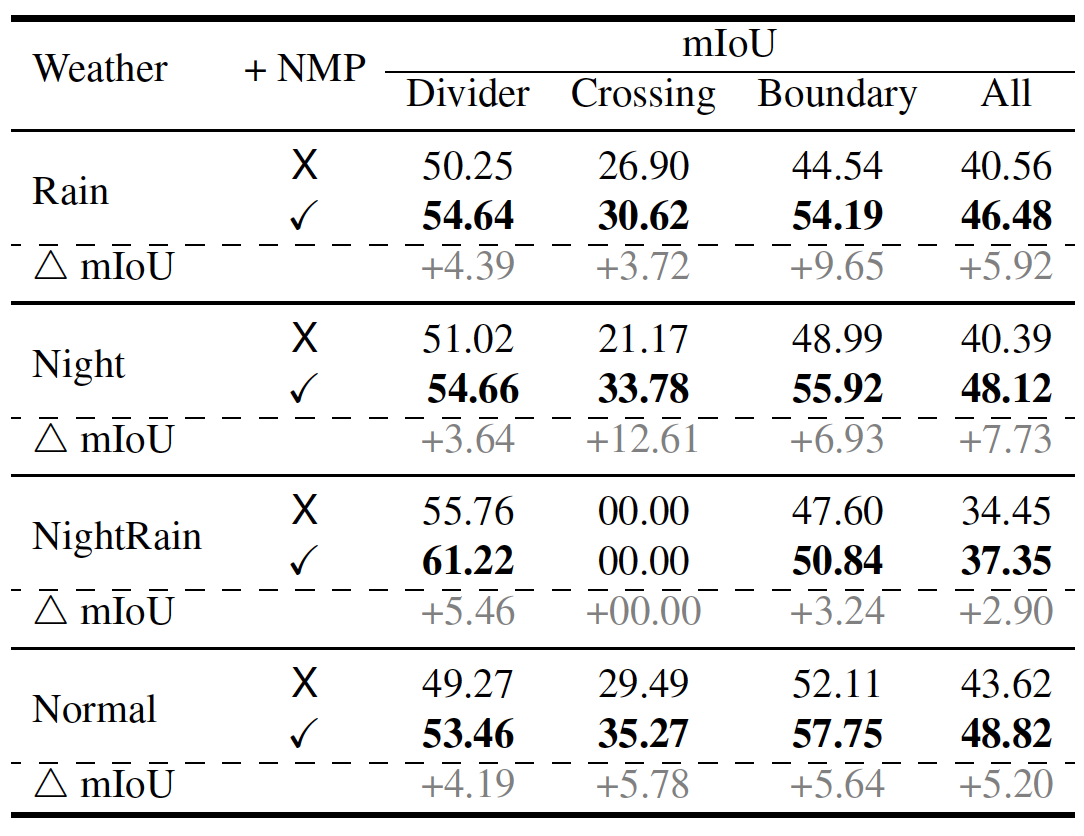 Weather + NMP mIoU
Divider Crossing Boundary All
Rain X 50.25 26.90 44.54 40.56
✓ 54.64 30.62 54.19 46.48
△ mIoU +4.39 +3.72 +9.65 +5.92
Night X 51.02 21.17 48.99 40.39
✓ 54.66 33.78 55.92 48.12
△ mIoU +3.64 +12.61 +6.93 +7.73
NightRain X 55.76 00.00 47.60 34.45
✓ 61.22 00.00 50.84 37.35
△ mIoU +5.46 +00.00 +3.24 +2.90
Normal X 49.27 29.49 52.11 43.62
✓ 53.46 35.27 57.75 48.82
△ mIoU +4.19 +5.78 +5.64 +5.20